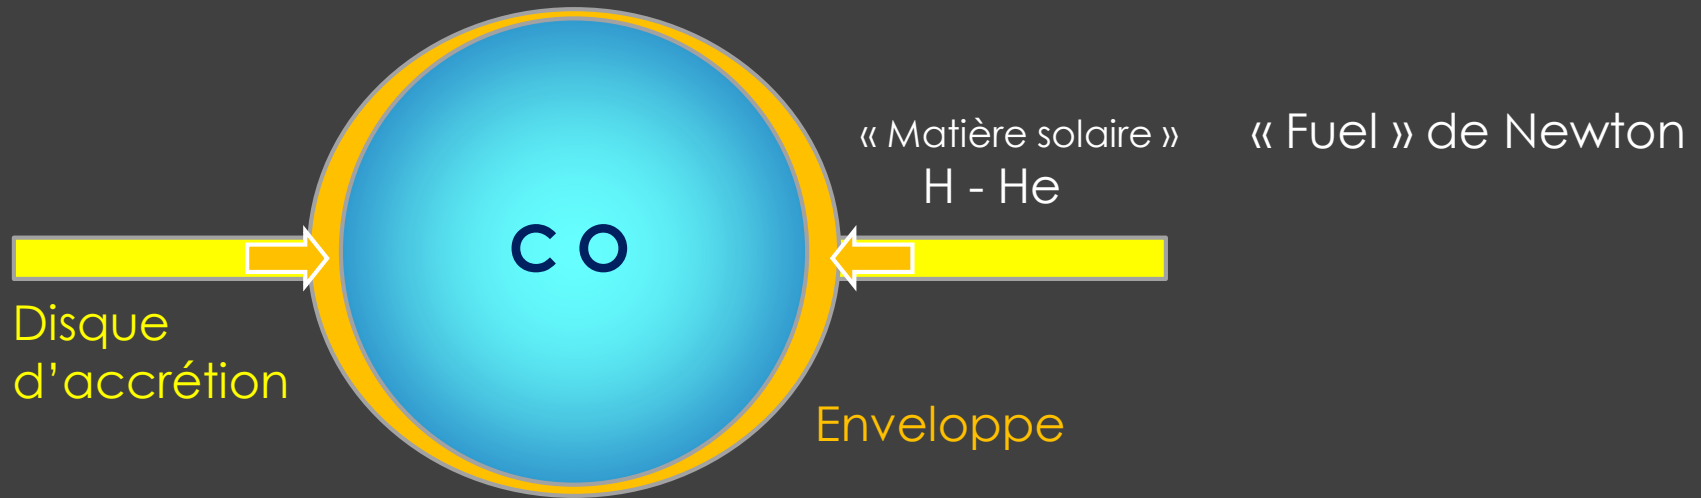 « Matière solaire »
H - He
« Fuel » de Newton
C O
Disque
d’accrétion
Enveloppe